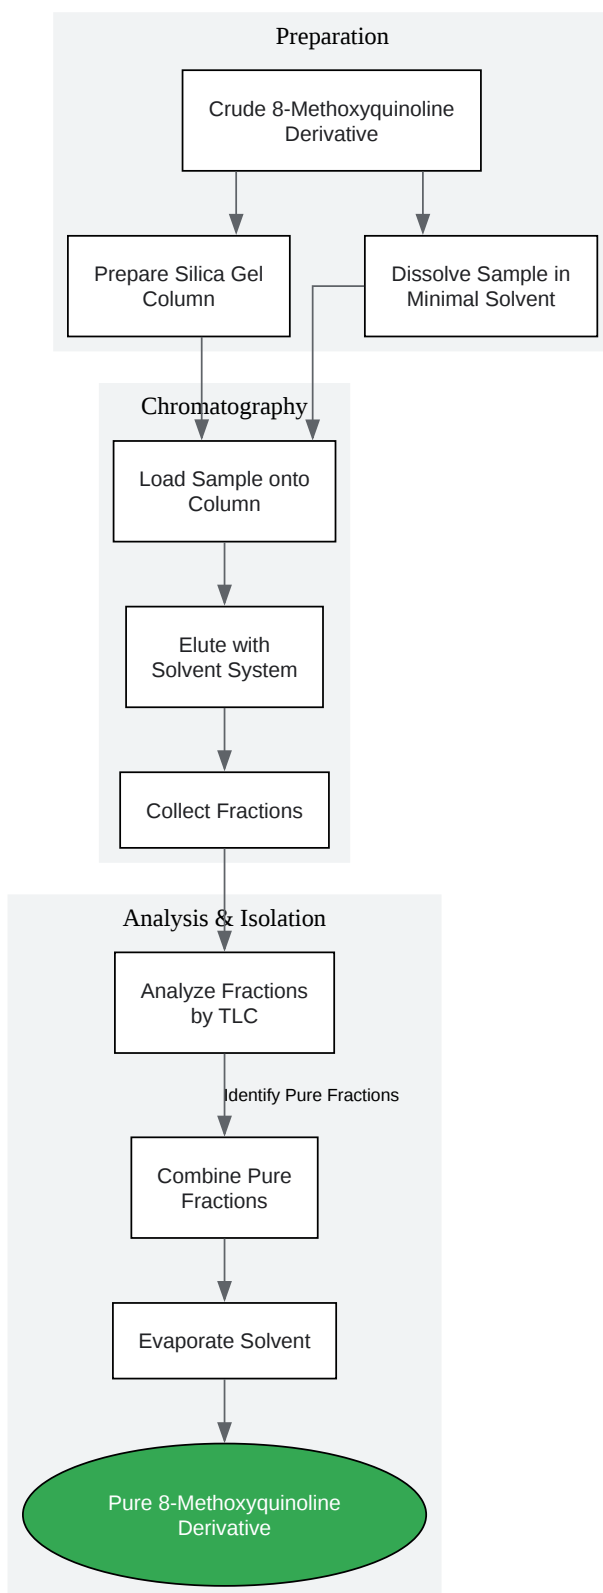 Preparation
Crude 8-Methoxyquinoline
Derivative
Prepare Silica Gel
Column
Dissolve Sample in
Minimal Solvent
Chromatography
Load Sample onto
Column
Elute with
Solvent System
Collect Fractions
Analysis & Isolation
Analyze Fractions
by TLC
Identify Pure Fractions
Combine Pure
Fractions
Evaporate Solvent
Pure 8-Methoxyquinoline
Derivative